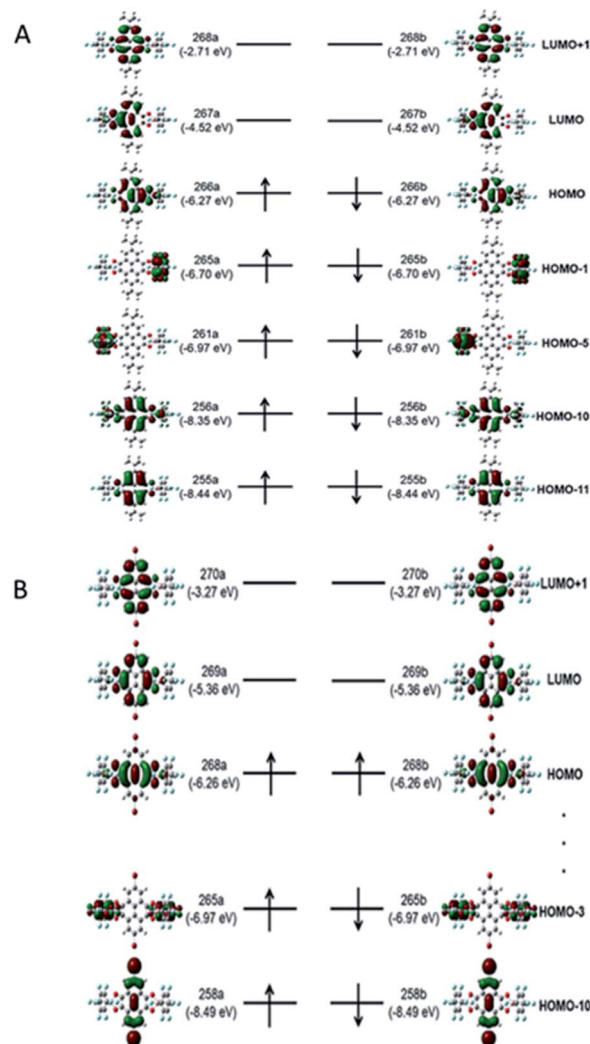 A
268a 268b
(-2.71 eV) (-2.71 eV) LUMO+1
267a 267b
(-4.52 eV) (-4.52 eV) LUMO
266a 266b
(-6.27 eV) (-6.27 eV) HOMO
265a 265b
(-6.70 eV) (-6.70 eV) HOMO-1
261a 261b
(-6.97 eV) (-6.97 eV) HOMO-5
256a 256b
(-8.35 eV) (-8.35 eV) HOMO-10
255a 255b
(-8.44 eV) (-8.44 eV) HOMO-11
B
270a 270b
(-3.27 eV) (-3.27 eV) LUMO+1
269a 269b
(-5.36 eV) (-5.36 eV) LUMO
268a 268b
(-6.26 eV) (-6.26 eV) HOMO
265a 265b
(-6.97 eV) (-6.97 eV) HOMO-3
258a 258b
(-8.49 eV) (-8.49 eV) HOMO-10